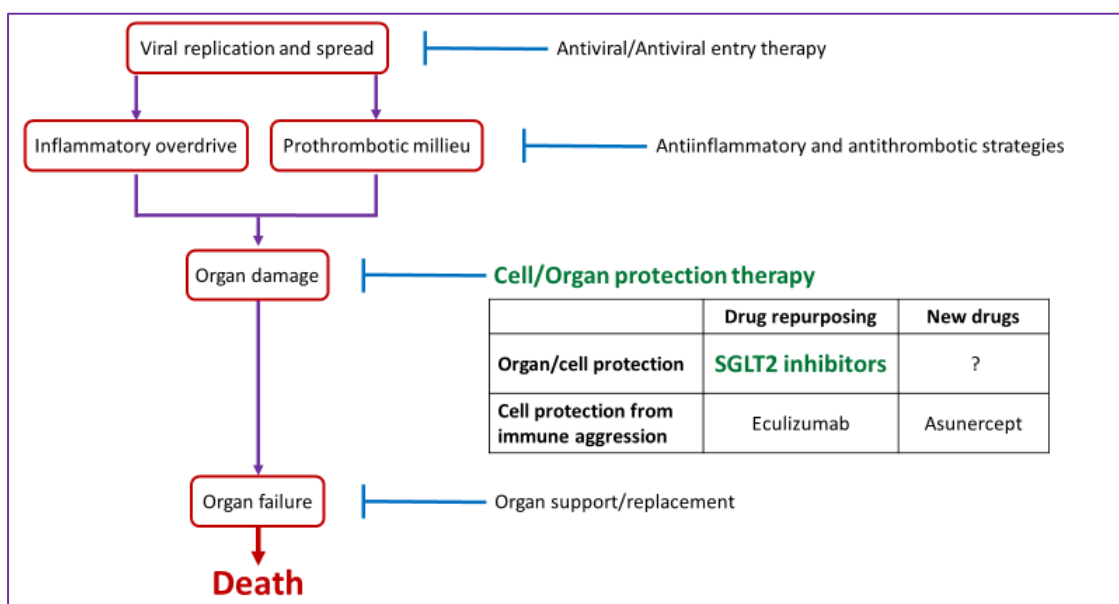 Viral replication and spread
Antiviral/Antiviral entry therapy
Inflammatory overdrive
Prothrombotic millieu
Antiinflammatory and antithrombotic strategies
Organ damage
Cell/Organ protection therapy
Drug repurposing
New drugs
Organ/cell protection
SGLT2 inhibitors
?
Cell protection from
immune aggression
Eculizumab
Asunercept
Organ failure
Organ support/replacement
Death